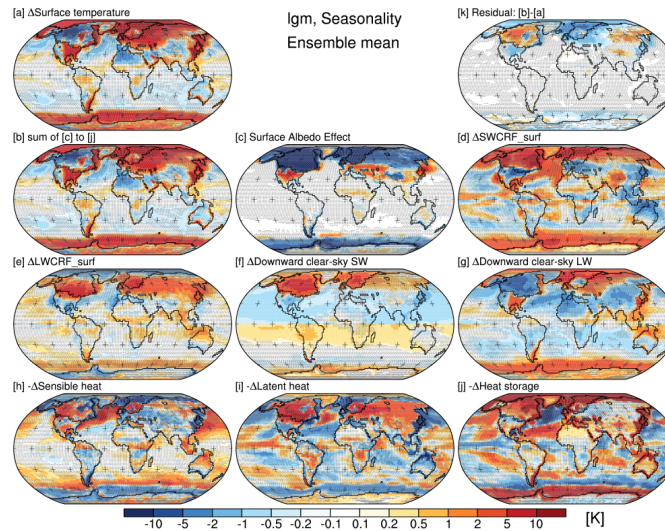 [a] ΔSurface temperature
lgm, Seasonality
Ensemble mean
[k] Residual: [b]-[a]
[b] sum of [c] to [j]
[c] Surface Albedo Effect
[d] ΔSWCRF_surf
[e] ΔLWCRF_surf
[f] ΔDownward clear-sky SW
[g] ΔDownward clear-sky LW
[h] -ΔSensible heat
[i] -ΔLatent heat
[j] -ΔHeat storage
-10 -5 -2 -1 -0.5 -0.2 -0.1 0.1 0.2 0.5 1 2 5 10 [K]